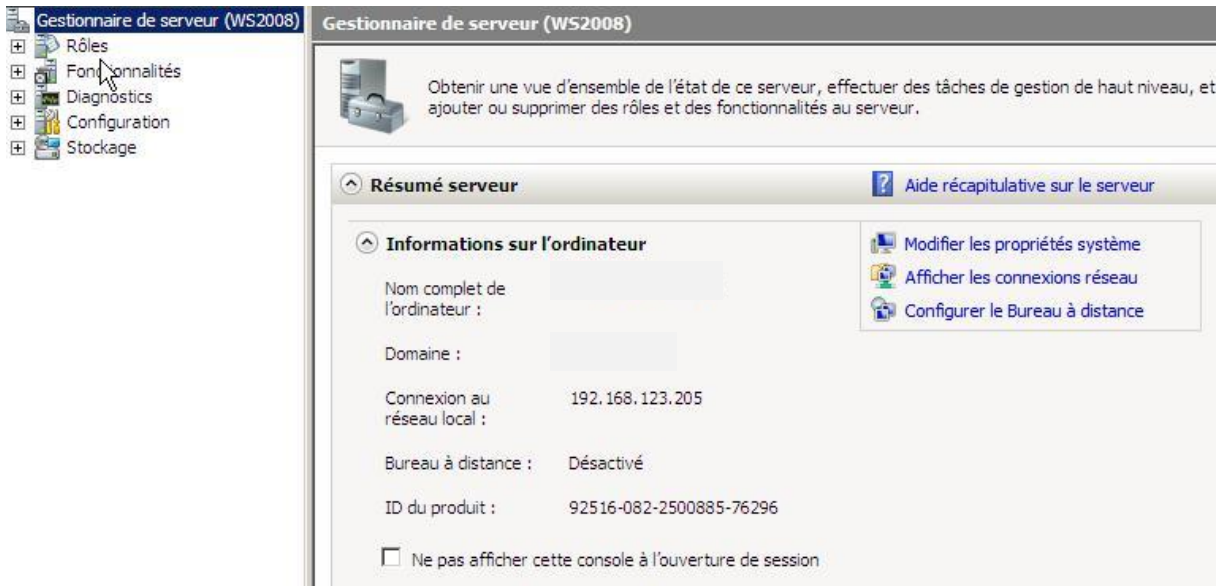 Gestionnaire de serveur (WS2008)
Rôles
Fonctionnalités
Diagnostics
Configuration
Stockage
Gestionnaire de serveur (WS2008)
Obtenir une vue d'ensemble de l'état de ce serveur, effectuer des tâches de gestion de haut niveau, et
ajouter ou supprimer des rôles et des fonctionnalités au serveur.
Résumé serveur
Aide récapitulative sur le serveur
Informations sur l'ordinateur
Modifier les propriétés système
Afficher les connexions réseau
Configurer le Bureau à distance
Nom complet de
l'ordinateur :
Domaine :
Connexion au
réseau local :
192.168.123.205
Bureau à distance : Désactivé
ID du produit : 92516-082-2500885-76296
Ne pas afficher cette console à l'ouverture de session